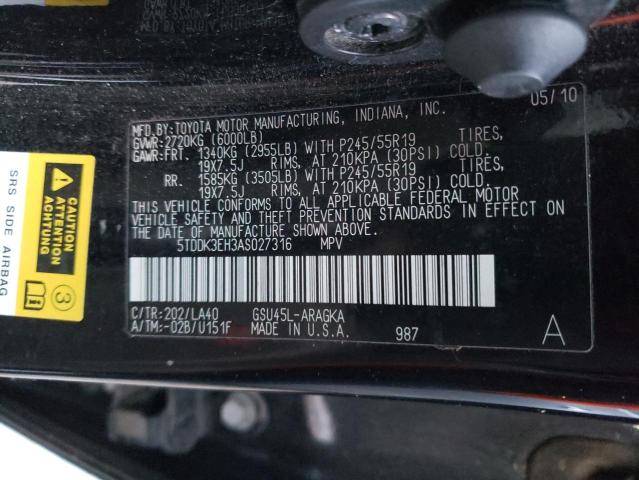 MFD.BY:TOYOTA MOTOR MANUFACTURING, INDIANA, INC. 05/10
GVWR:2720KG (6000LB)
GAWR:FRT. 1340KG (2955LB) WITH P245/55R19 TIRES,
19X7.5J RIMS, AT 210KPA (30PSI) COLD.
RR. 1585KG (3505LB) WITH P245/55R19 TIRES,
19X7.5J RIMS, AT 210KPA (30PSI) COLD.
THIS VEHICLE CONFORMS TO ALL APPLICABLE FEDERAL MOTOR
VEHICLE SAFETY AND THEFT PREVENTION STANDARDS IN EFFECT ON
THE DATE OF MANUFACTURE SHOWN ABOVE.
5TDDK3EH3AS027316 MPV
C/TR:202/LA40 GSU45L-ARAGKA
A/TM:-02B/U151F MADE IN U.S.A. 987 A
CAUTION
ATTENTION
ACHTUNG
3
SRS SIDE AIRBAG